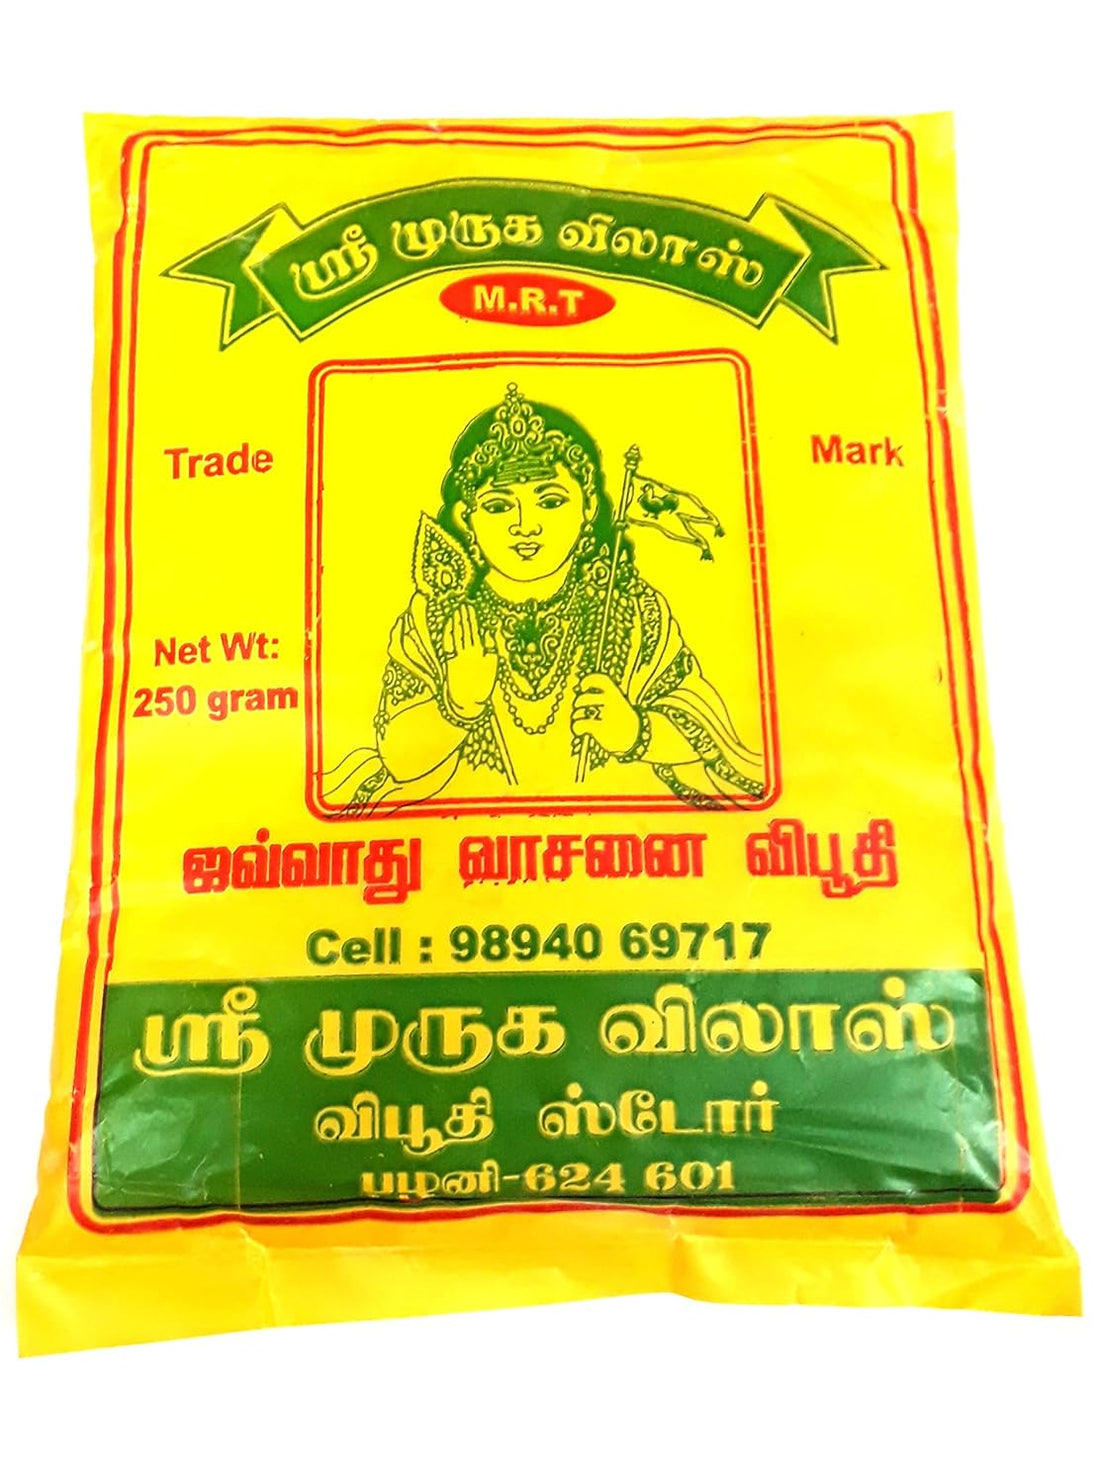 ஸ்ரீ முருக விலாஸ்
M.R.T
Trade Mark
Net Wt:
250 gram
ஜவ்வாது வாசனை விபூதி
Cell : 98940 69717
ஸ்ரீ முருக விலாஸ்
விபூதி ஸ்டோர்
பழனி-624 601